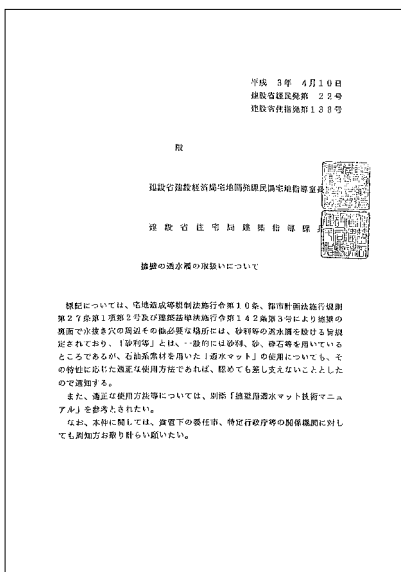 平成 3年 4月10日
建設省経民発第 22号
建設省住指発第138号
殿
建設省建設経済局宅地開発課民間宅地指導室長
建設省住宅局建築指導課長
擁壁の透水層の取扱いについて
標記については、宅地造成等規制法施行令第10条、都市計画法施行規則
第27条第1項第2号及び建築基準法施行令第142条第3号により擁壁の
裏面で水抜き穴の周辺その他必要な場所には、砂利等の透水層を設ける旨規
定されており、「砂利等」とは、一般的には砂利、砂、砕石等を用いている
ところであるが、石油系素材を用いた「透水マット」の使用についても、そ
の特性に応じた適正な使用方法であれば、認めても差し支えないこととした
ので通知する。
また、適正な使用方法等については、別添「擁壁用透水マット技術マニュ
アル」を参考とされたい。
なお、本件に関しては、貴管下の委任市、特定行政庁等の関係機関に対し
ても周知方お取り計らい願いたい。